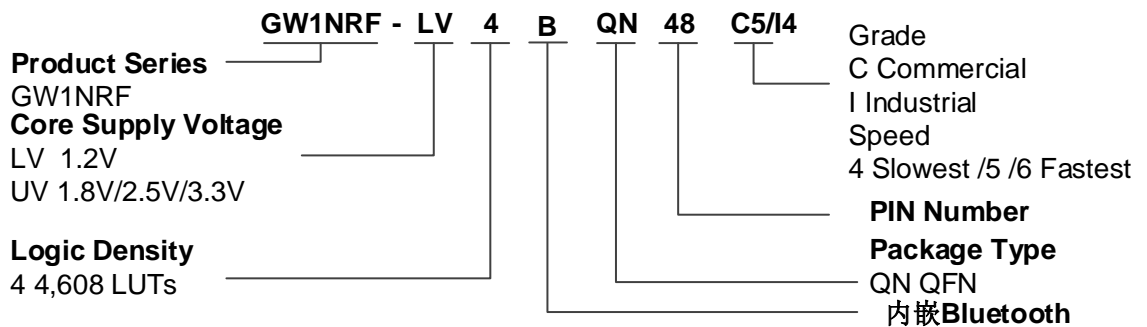 GW1NRF - LV 4 B QN 48 C5/I4
Product Series
GW1NRF
Core Supply Voltage
LV 1.2V
UV 1.8V/2.5V/3.3V
Logic Density
4 4,608 LUTs
Grade
C Commercial
I Industrial
Speed
4 Slowest /5 /6 Fastest
PIN Number
Package Type
QN QFN
内嵌Bluetooth